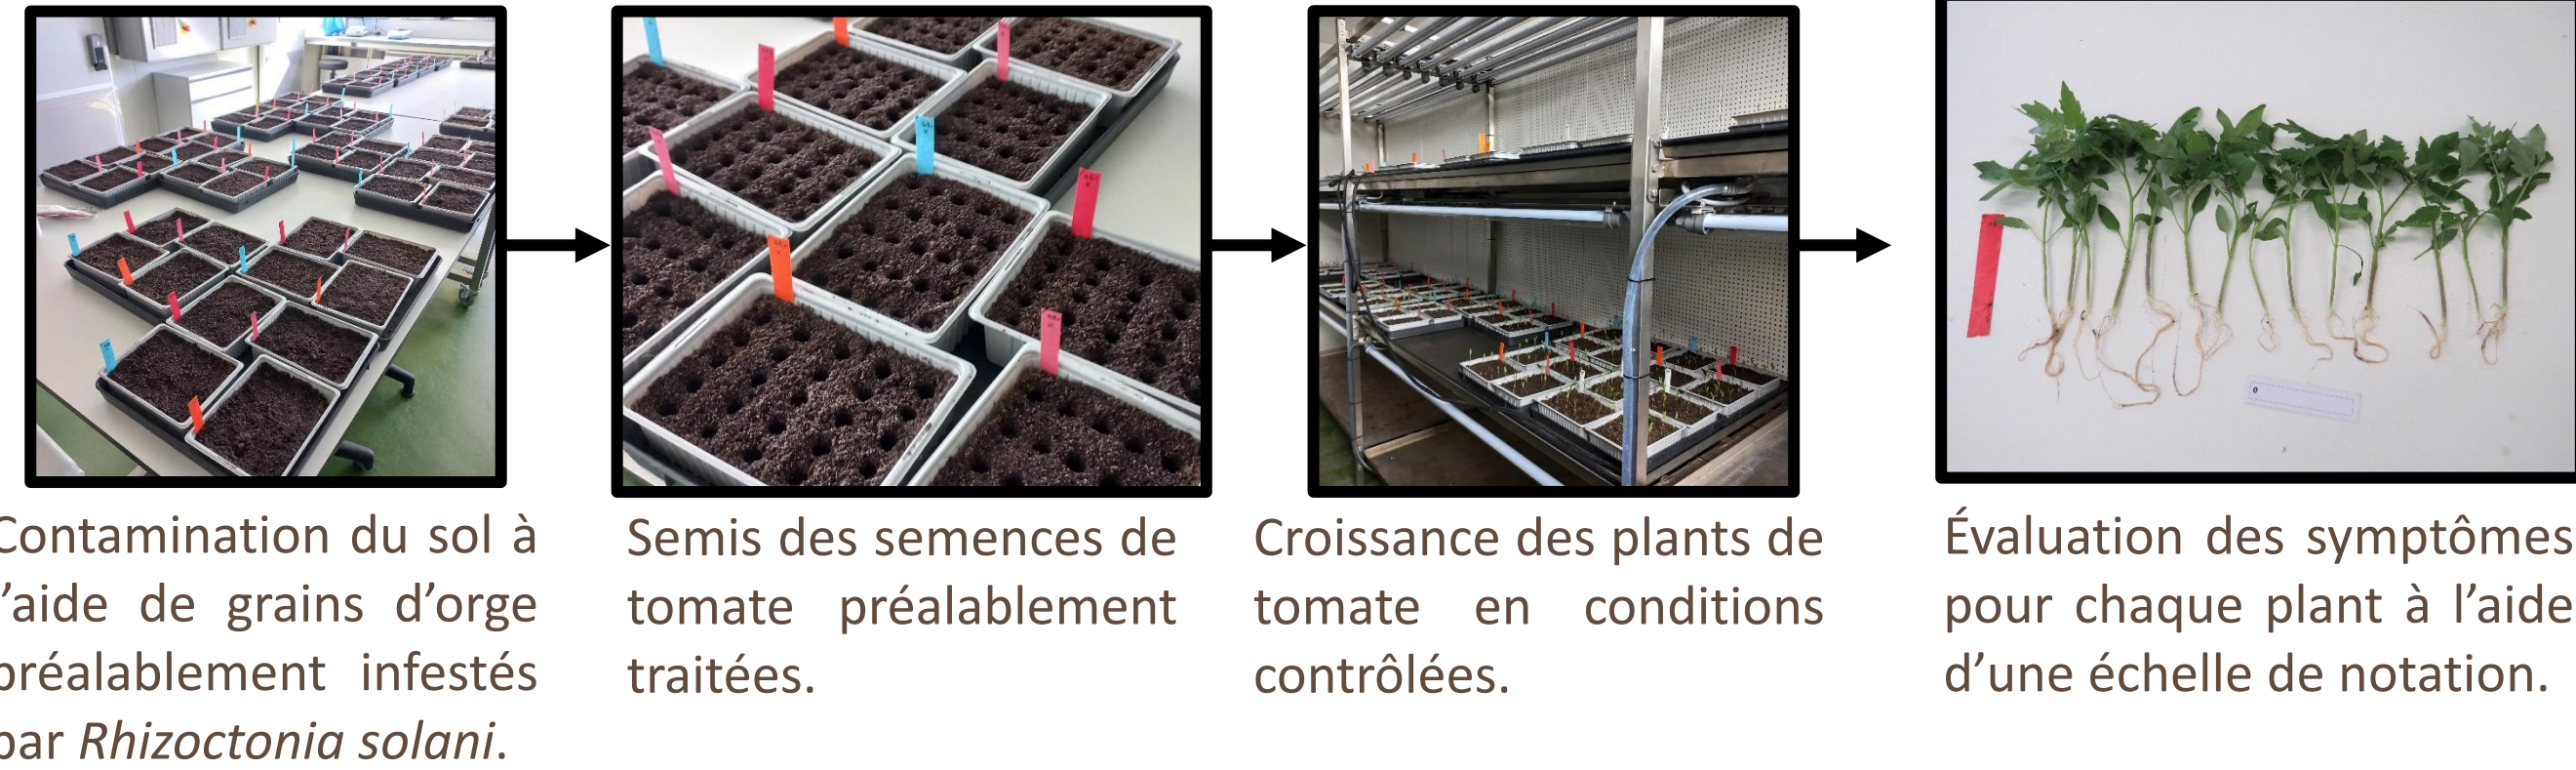 Contamination du sol à
l’aide de grains d’orge
préalablement infestés
par Rhizoctonia solani.
Semis des semences de
tomate préalablement
traitées.
Croissance des plants de
tomate en conditions
contrôlées.
Évaluation des symptômes
pour chaque plant à l’aide
d’une échelle de notation.
0